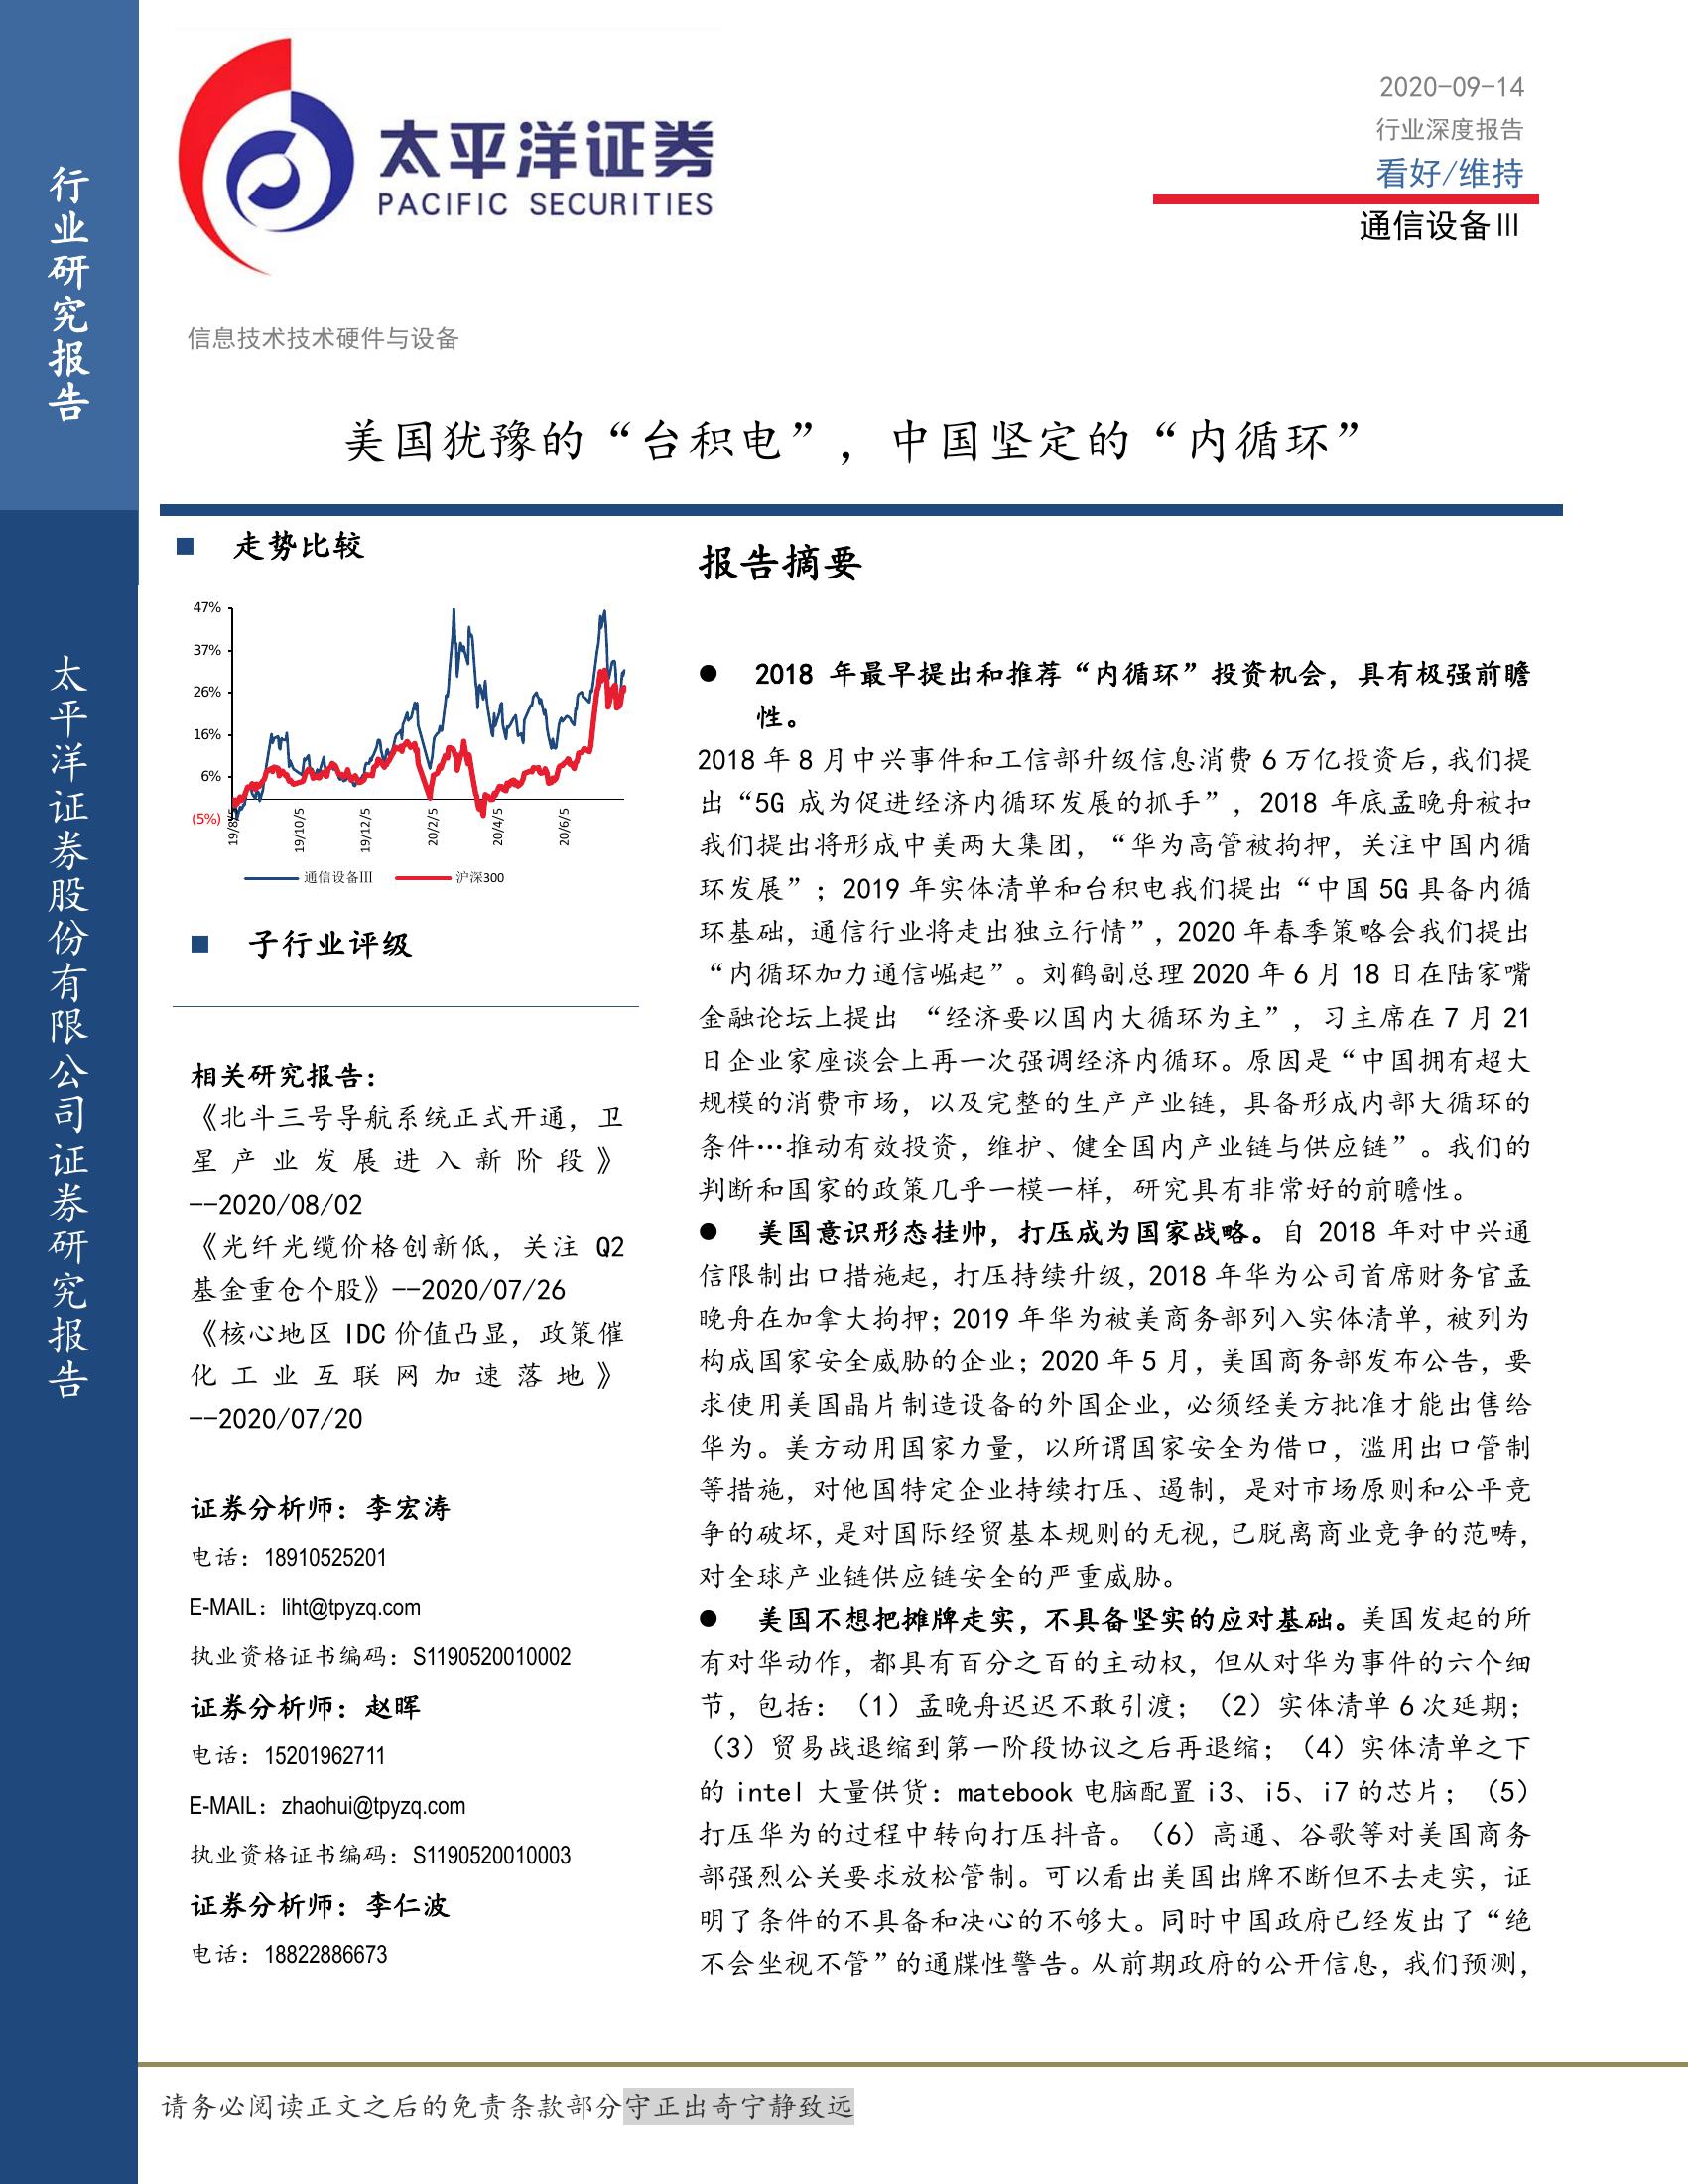 行业研究报告
太平洋证券股份有限公司证券研究报告
太平洋证券
PACIFIC SECURITIES
2020-09-14
行业深度报告
看好/维持
通信设备Ⅲ
信息技术技术硬件与设备
美国犹豫的“台积电”，中国坚定的“内循环”
走势比较
47%
37%
26%
16%
6%
(5%)
19/8/5
19/10/5
19/12/5
20/2/5
20/4/5
20/6/5
通信设备III
沪深300
子行业评级
相关研究报告：
《北斗三号导航系统正式开通，卫
星产业发展进入新阶段》
--2020/08/02
《光纤光缆价格创新低，关注 Q2
基金重仓个股》--2020/07/26
《核心地区 IDC 价值凸显，政策催
化工业互联网加速落地》
--2020/07/20
证券分析师：李宏涛
电话：18910525201
E-MAIL：liht@tpyzq.com
执业资格证书编码：S1190520010002
证券分析师：赵晖
电话：15201962711
E-MAIL：zhaohui@tpyzq.com
执业资格证书编码：S1190520010003
证券分析师：李仁波
电话：18822886673
报告摘要
● 2018 年最早提出和推荐“内循环”投资机会，具有极强前瞻
性。
2018 年 8 月中兴事件和工信部升级信息消费 6 万亿投资后，我们提
出“5G 成为促进经济内循环发展的抓手”，2018 年底孟晚舟被扣
我们提出将形成中美两大集团，“华为高管被拘押，关注中国内循
环发展”；2019 年实体清单和台积电我们提出“中国 5G 具备内循
环基础，通信行业将走出独立行情”，2020 年春季策略会我们提出
“内循环加力通信崛起”。刘鹤副总理 2020 年 6 月 18 日在陆家嘴
金融论坛上提出 “经济要以国内大循环为主”，习主席在 7 月 21
日企业家座谈会上再一次强调经济内循环。原因是“中国拥有超大
规模的消费市场，以及完整的生产产业链，具备形成内部大循环的
条件…推动有效投资，维护、健全国内产业链与供应链”。我们的
判断和国家的政策几乎一模一样，研究具有非常好的前瞻性。
● 美国意识形态挂帅，打压成为国家战略。自 2018 年对中兴通
信限制出口措施起，打压持续升级，2018 年华为公司首席财务官孟
晚舟在加拿大拘押；2019 年华为被美商务部列入实体清单，被列为
构成国家安全威胁的企业；2020 年 5 月，美国商务部发布公告，要
求使用美国晶片制造设备的外国企业，必须经美方批准才能出售给
华为。美方动用国家力量，以所谓国家安全为借口，滥用出口管制
等措施，对他国特定企业持续打压、遏制，是对市场原则和公平竞
争的破坏，是对国际经贸基本规则的无视，已脱离商业竞争的范畴，
对全球产业链供应链安全的严重威胁。
● 美国不想把摊牌走实，不具备坚实的应对基础。美国发起的所
有对华动作，都具有百分之百的主动权，但从对华为事件的六个细
节，包括：（1）孟晚舟迟迟不敢引渡；（2）实体清单 6 次延期；
（3）贸易战退缩到第一阶段协议之后再退缩；（4）实体清单之下
的 intel 大量供货：matebook 电脑配置 i3、i5、i7 的芯片；（5）
打压华为的过程中转向打压抖音。（6）高通、谷歌等对美国商务
部强烈公关要求放松管制。可以看出美国出牌不断但不去走实，证
明了条件的不具备和决心的不够大。同时中国政府已经发出了“绝
不会坐视不管”的通牒性警告。从前期政府的公开信息，我们预测，
请务必阅读正文之后的免责条款部分守正出奇宁静致远